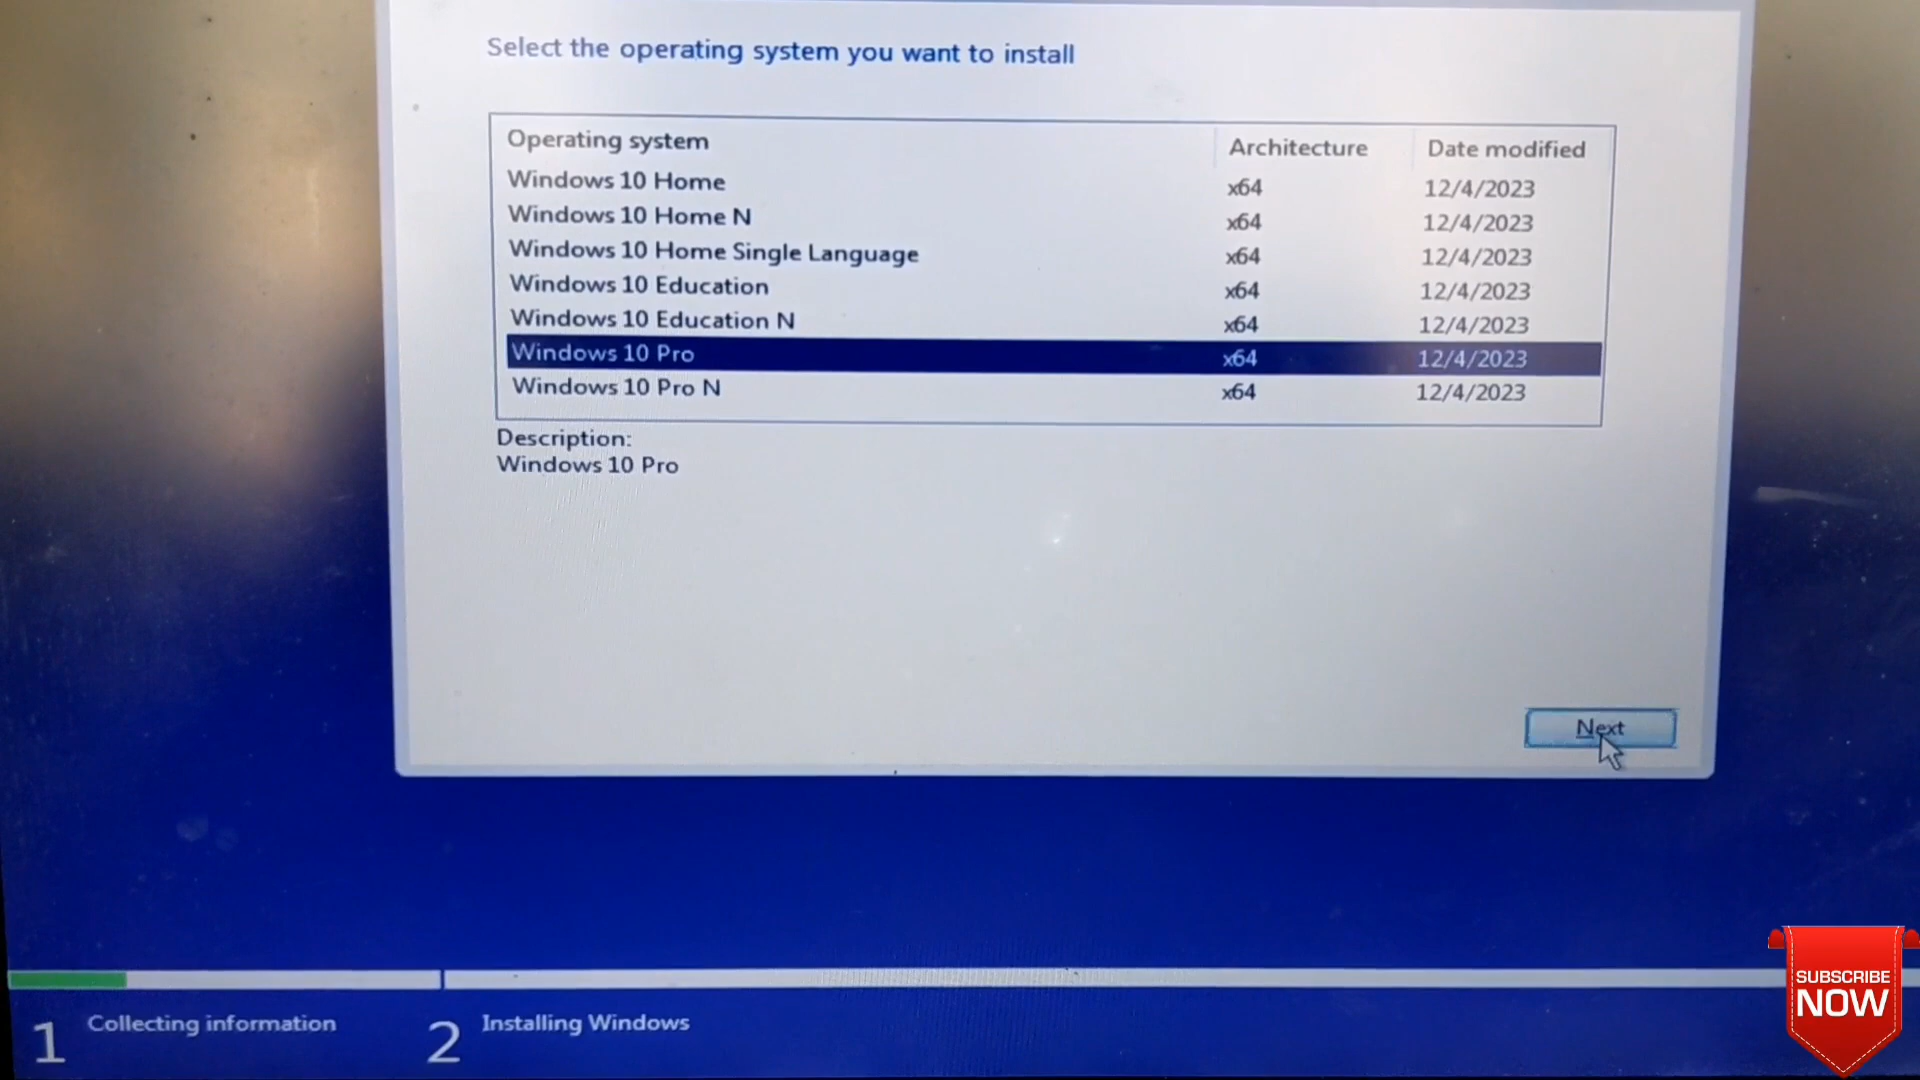 Select the operating system you want to install
Operating system Architecture Date modified
Windows 10 Home x64 12/4/2023
Windows 10 Home N x64 12/4/2023
Windows 10 Home Single Language x64 12/4/2023
Windows 10 Education x64 12/4/2023
Windows 10 Education N x64 12/4/2023
Windows 10 Pro x64 12/4/2023
Windows 10 Pro N x64 12/4/2023
Description:
Windows 10 Pro
Next
1 Collecting information 2 Installing Windows
SUBSCRIBE
NOW